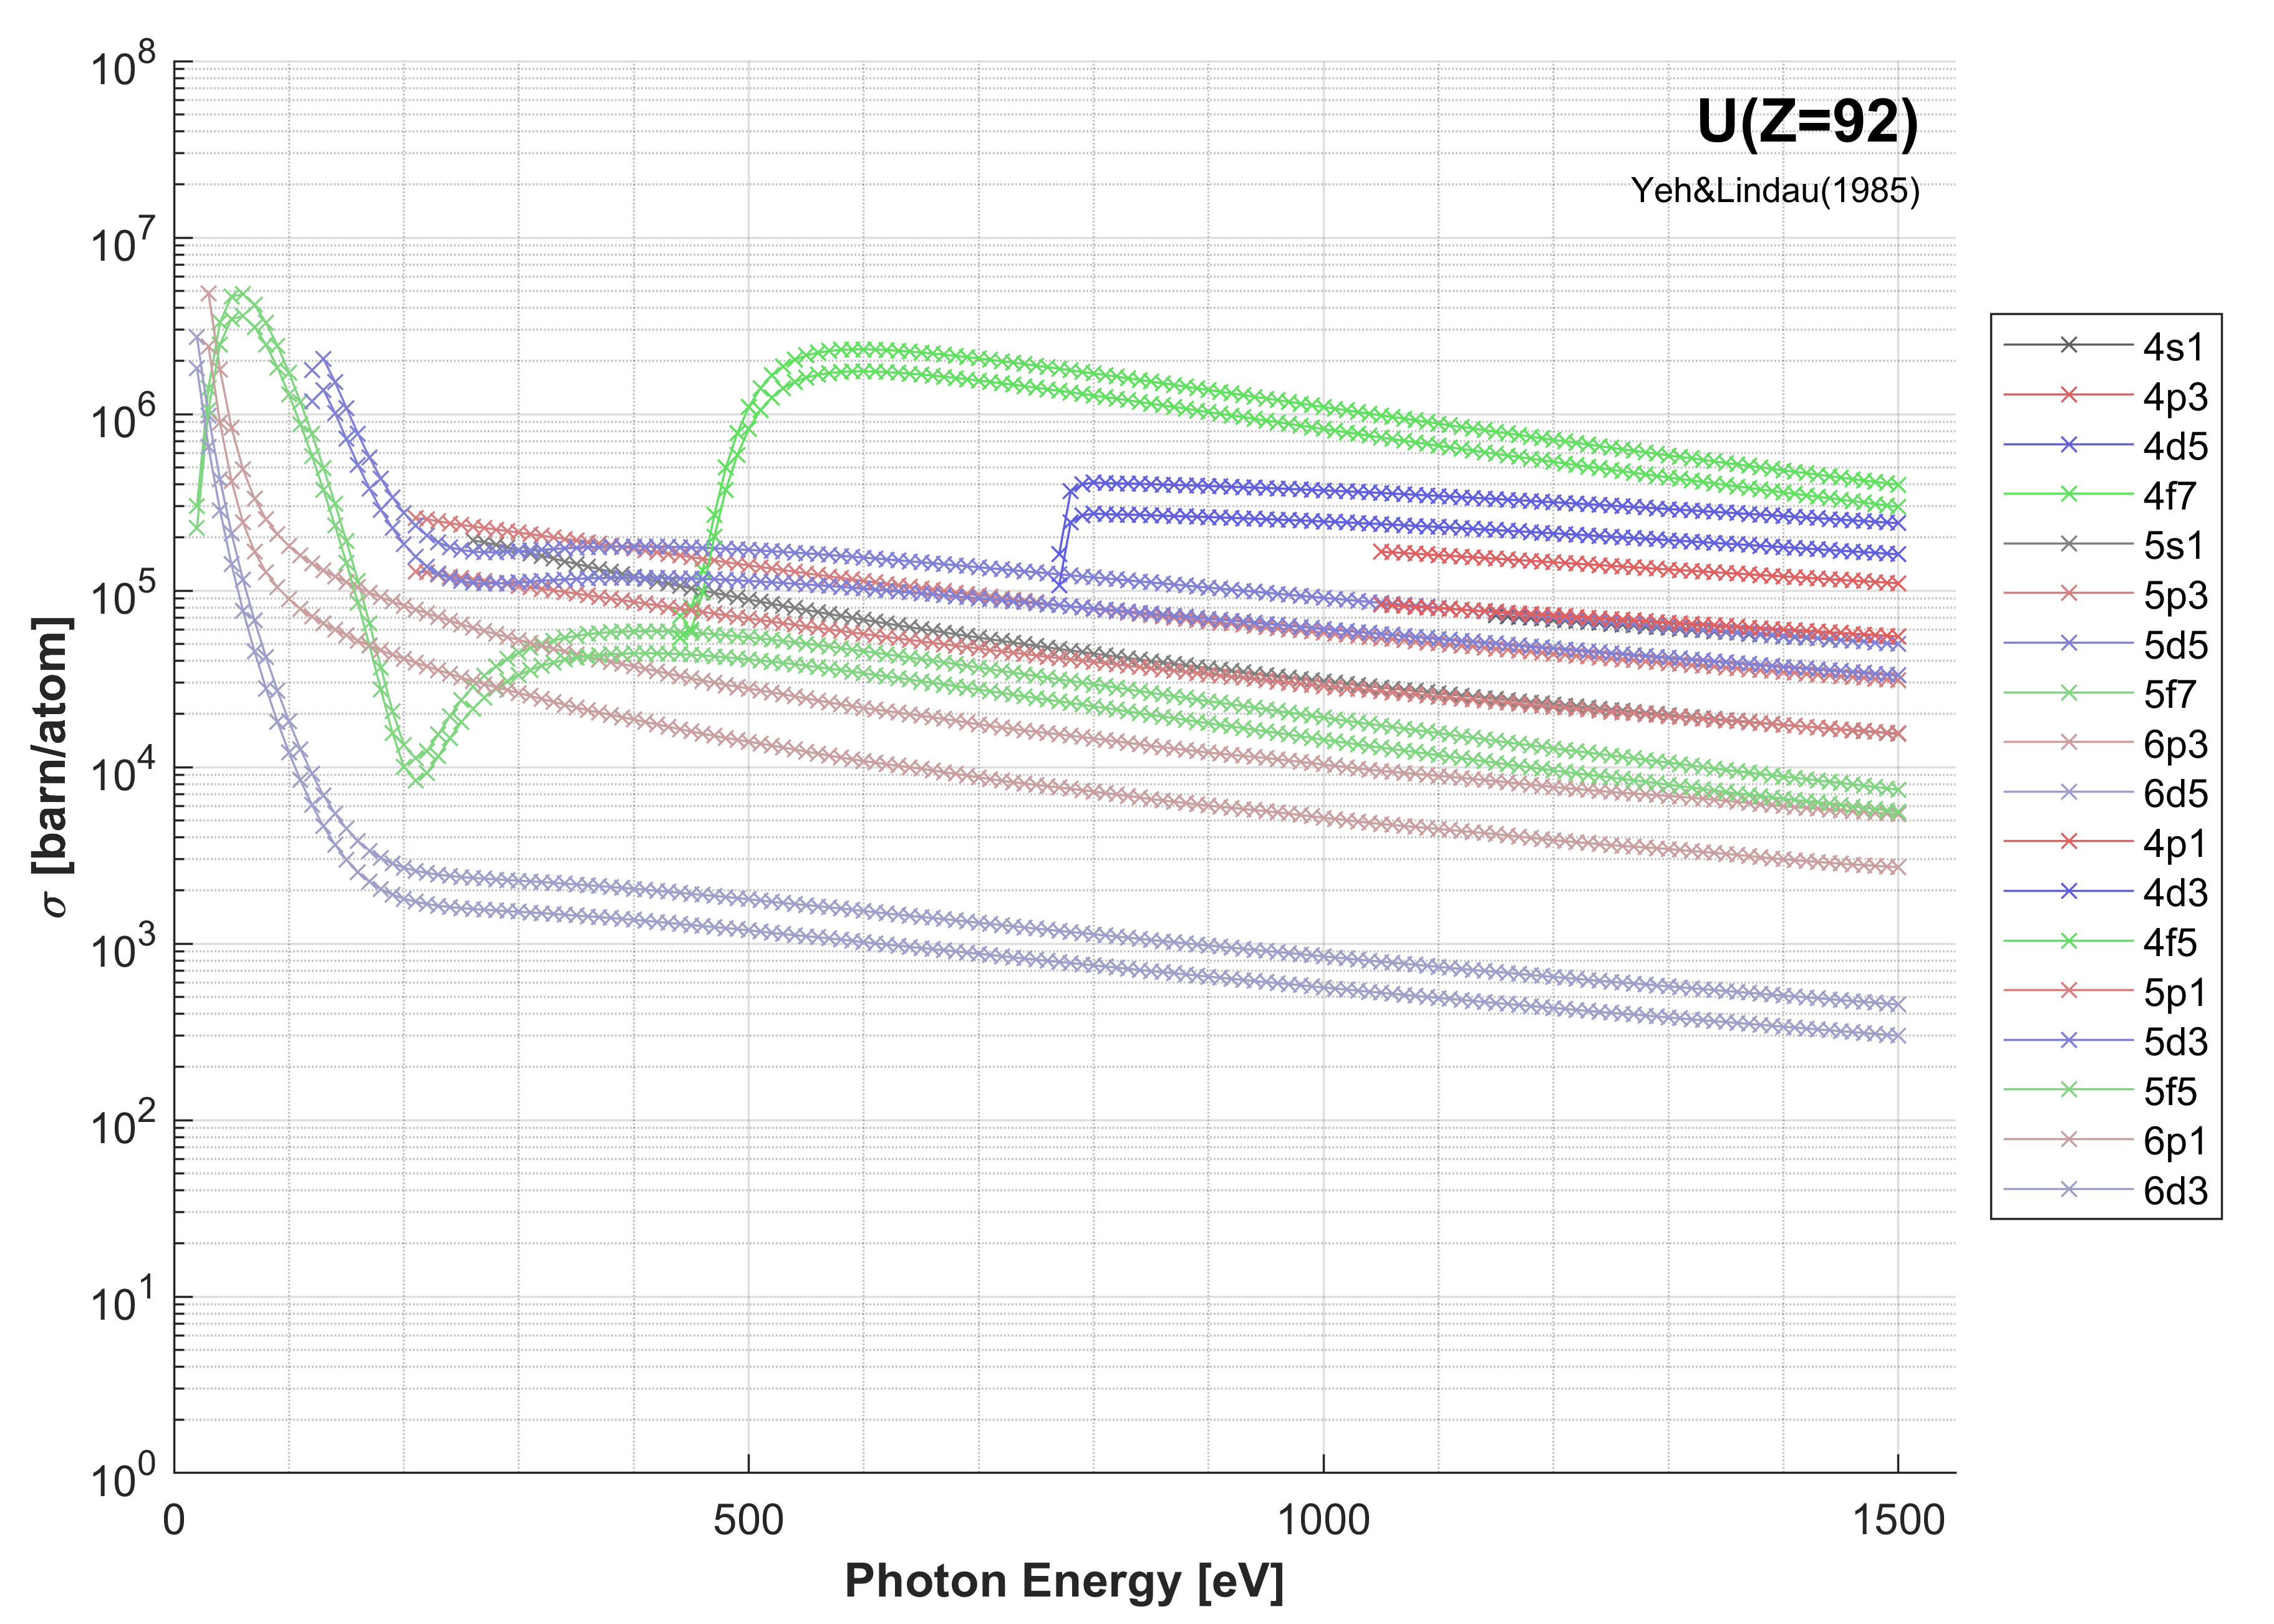 U(Z=92)
Yeh&Lindau(1985)
σ [barn/atom]
10^8
10^7
10^6
10^5
10^4
10^3
10^2
10^1
10^0
0
500
1000
1500
Photon Energy [eV]
4s1
4p3
4d5
4f7
5s1
5p3
5d5
5f7
6p3
6d5
4p1
4d3
4f5
5p1
5d3
5f5
6p1
6d3